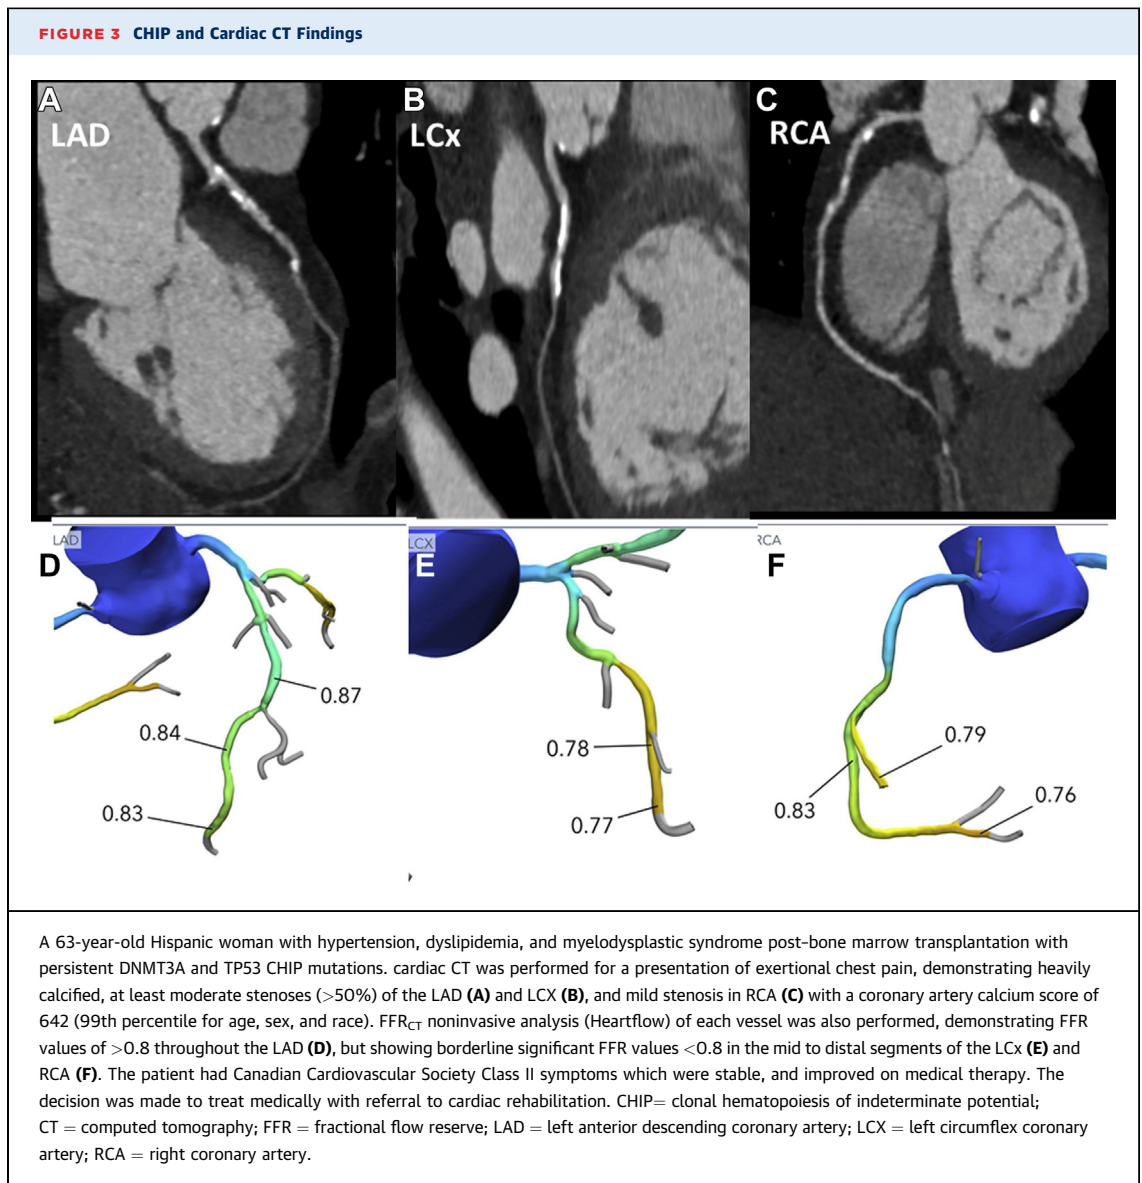 FIGURE 3 CHIP and Cardiac CT Findings
A
LAD
B
LCx
C
RCA
LAD
D
0.87
0.84
0.83
LCX
E
0.78
0.77
RCA
F
0.79
0.83
0.76
A 63-year-old Hispanic woman with hypertension, dyslipidemia, and myelodysplastic syndrome post–bone marrow transplantation with
persistent DNMT3A and TP53 CHIP mutations. cardiac CT was performed for a presentation of exertional chest pain, demonstrating heavily
calcified, at least moderate stenoses (>50%) of the LAD (A) and LCX (B), and mild stenosis in RCA (C) with a coronary artery calcium score of
642 (99th percentile for age, sex, and race). FFRCT noninvasive analysis (Heartflow) of each vessel was also performed, demonstrating FFR
values of >0.8 throughout the LAD (D), but showing borderline significant FFR values <0.8 in the mid to distal segments of the LCx (E) and
RCA (F). The patient had Canadian Cardiovascular Society Class II symptoms which were stable, and improved on medical therapy. The
decision was made to treat medically with referral to cardiac rehabilitation. CHIP= clonal hematopoiesis of indeterminate potential;
CT = computed tomography; FFR = fractional flow reserve; LAD = left anterior descending coronary artery; LCX = left circumflex coronary
artery; RCA = right coronary artery.